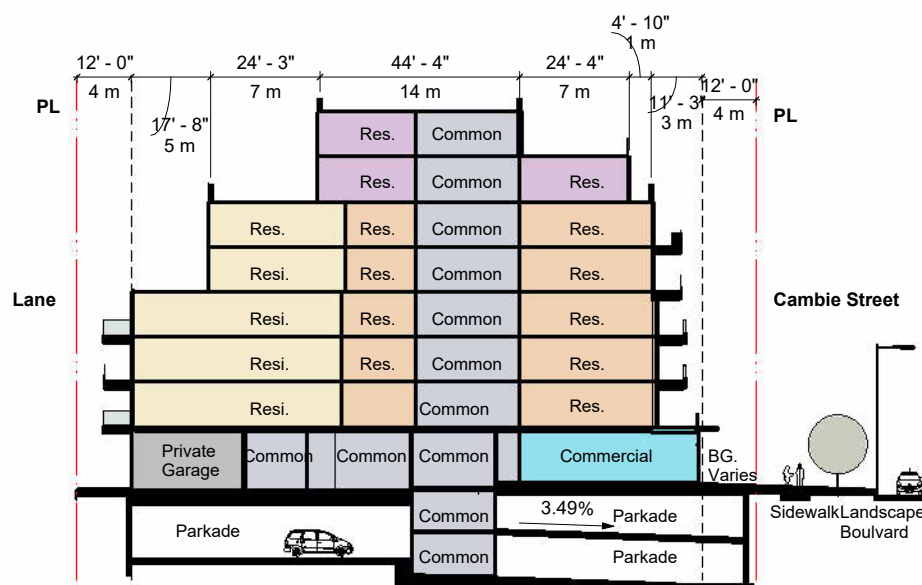 4' - 10"
1 m
12' - 0"
24' - 3"
44' - 4"
24' - 4"
4 m
7 m
14 m
7 m
11' - 3"
3 m
12' - 0"
4 m
PL
PL
17' - 8"
5 m
Res.
Common
Res.
Common
Res.
Res.
Res.
Common
Res.
Resi.
Res.
Common
Res.
Lane
Resi.
Res.
Common
Res.
Cambie Street
Resi.
Res.
Common
Res.
Resi.
Common
Res.
Private
Garage
Common
Common
Common
Commercial
BG.
Varies
Common
3.49%
Parkade
Sidewalk
Landscape
Boulvard
Parkade
Common
Parkade